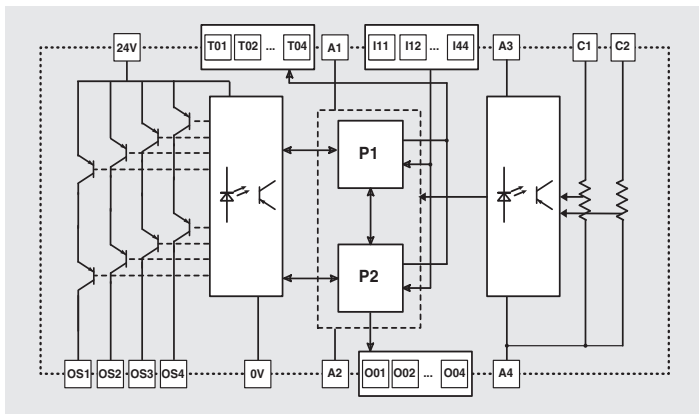 24V
T01 T02 ... T04
A1
I11 I12 ... I44
A3
C1
C2
P1
P2
OS1
OS2
OS3
OS4
0V
A2
O01 O02 ... O04
A4